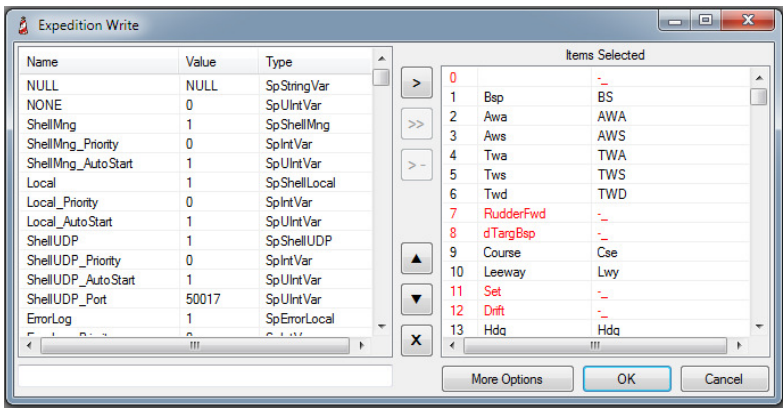 Expedition Write
Name Value Type
NULL NULL SpStringVar
NONE 0 SpUIntVar
ShellMng 1 SpShellMng
ShellMng_Priority 0 SpIntVar
ShellMng_AutoStart 1 SpUIntVar
Local 1 SpShellLocal
Local_Priority 0 SpIntVar
Local_AutoStart 1 SpUIntVar
ShellUDP 1 SpShellUDP
ShellUDP_Priority 0 SpIntVar
ShellUDP_AutoStart 1 SpUIntVar
ShellUDP_Port 50017 SpUIntVar
ErrorLog 1 SpErrorLocal
>
>>
> -
X
Items Selected
0 -_
1 Bsp BS
2 Awa AWA
3 Aws AWS
4 Twa TWA
5 Tws TWS
6 Twd TWD
7 RudderFwd -_
8 dTargBsp -_
9 Course Cse
10 Leeway Lwy
11 Set -_
12 Drift -_
13 Hdg Hdg
More Options OK Cancel